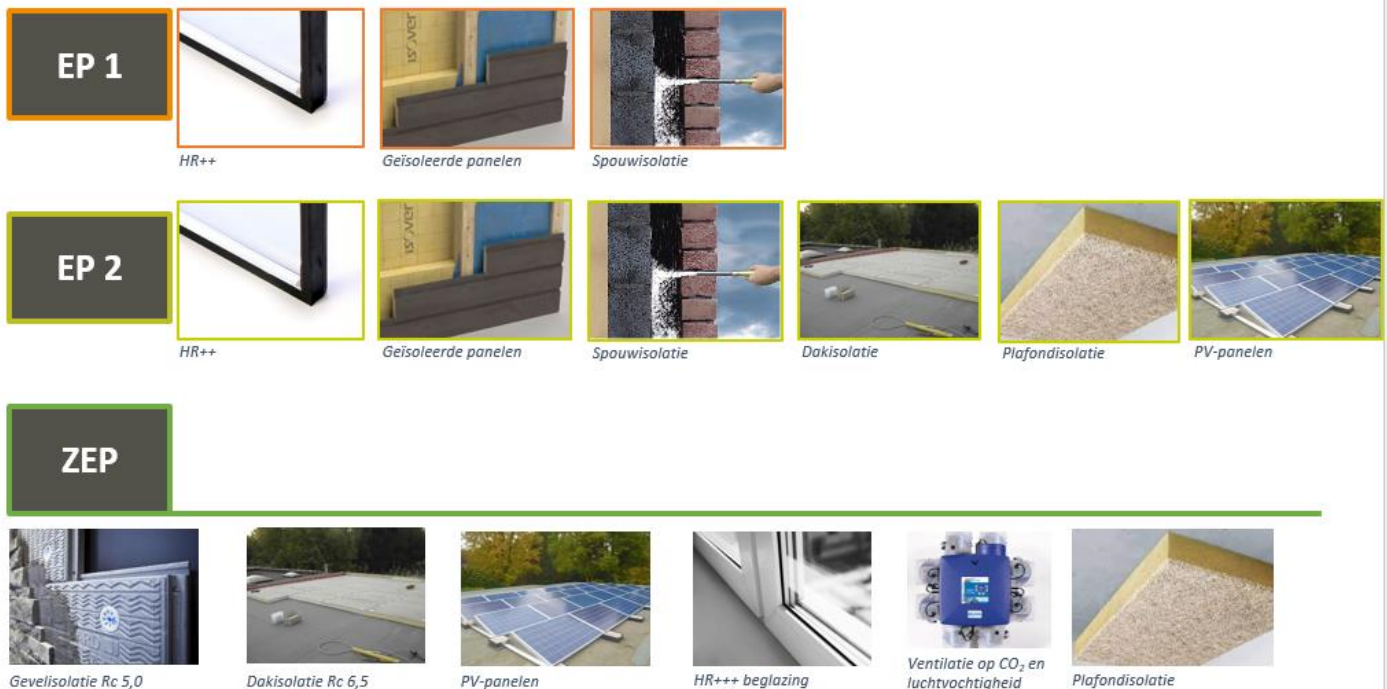 EP 1
HR++
Geïsoleerde panelen
Spouwisolatie
EP 2
HR++
Geïsoleerde panelen
Spouwisolatie
Dakisolatie
Plafondisolatie
PV-panelen
ZEP
Gevelisolatie Rc 5,0
Dakisolatie Rc 6,5
PV-panelen
HR+++ beglazing
Ventilatie op CO₂ en
luchtvochtigheid
Plafondisolatie